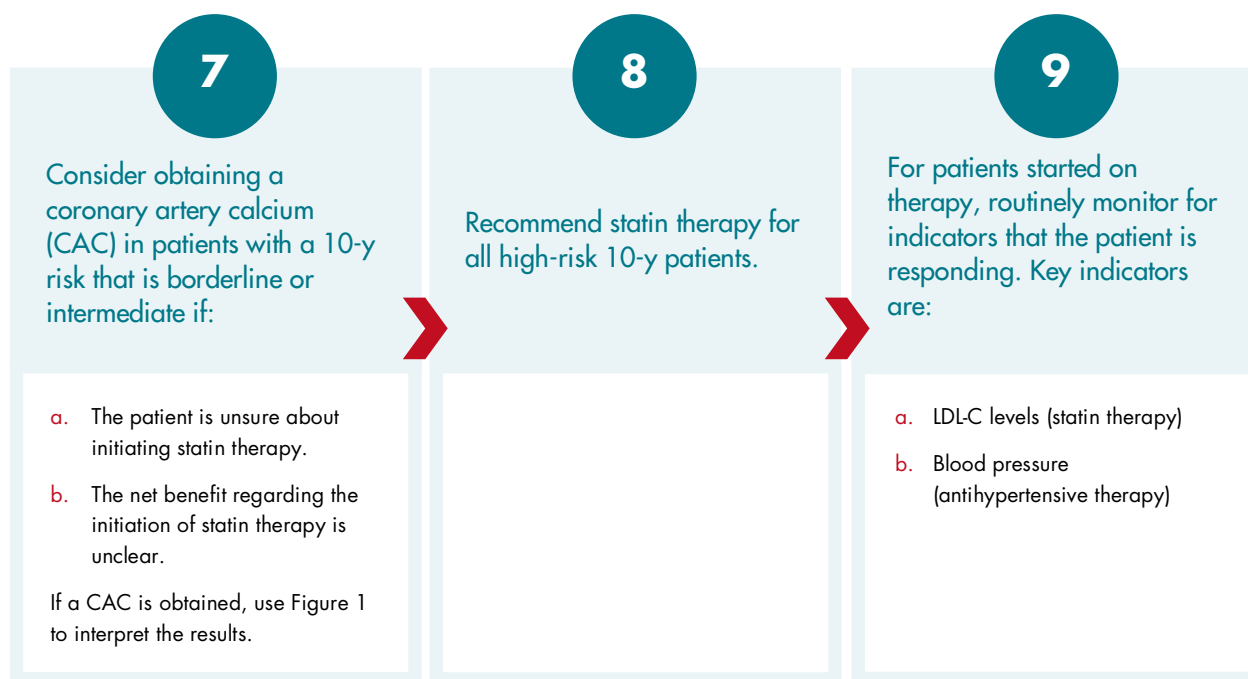 7
Consider obtaining a
coronary artery calcium
(CAC) in patients with a 10-y
risk that is borderline or
intermediate if:
a. The patient is unsure about
initiating statin therapy.
b. The net benefit regarding the
initiation of statin therapy is
unclear.
If a CAC is obtained, use Figure 1
to interpret the results.
8
Recommend statin therapy for
all high-risk 10-y patients.
9
For patients started on
therapy, routinely monitor for
indicators that the patient is
responding. Key indicators
are:
a. LDL-C levels (statin therapy)
b. Blood pressure
(antihypertensive therapy)